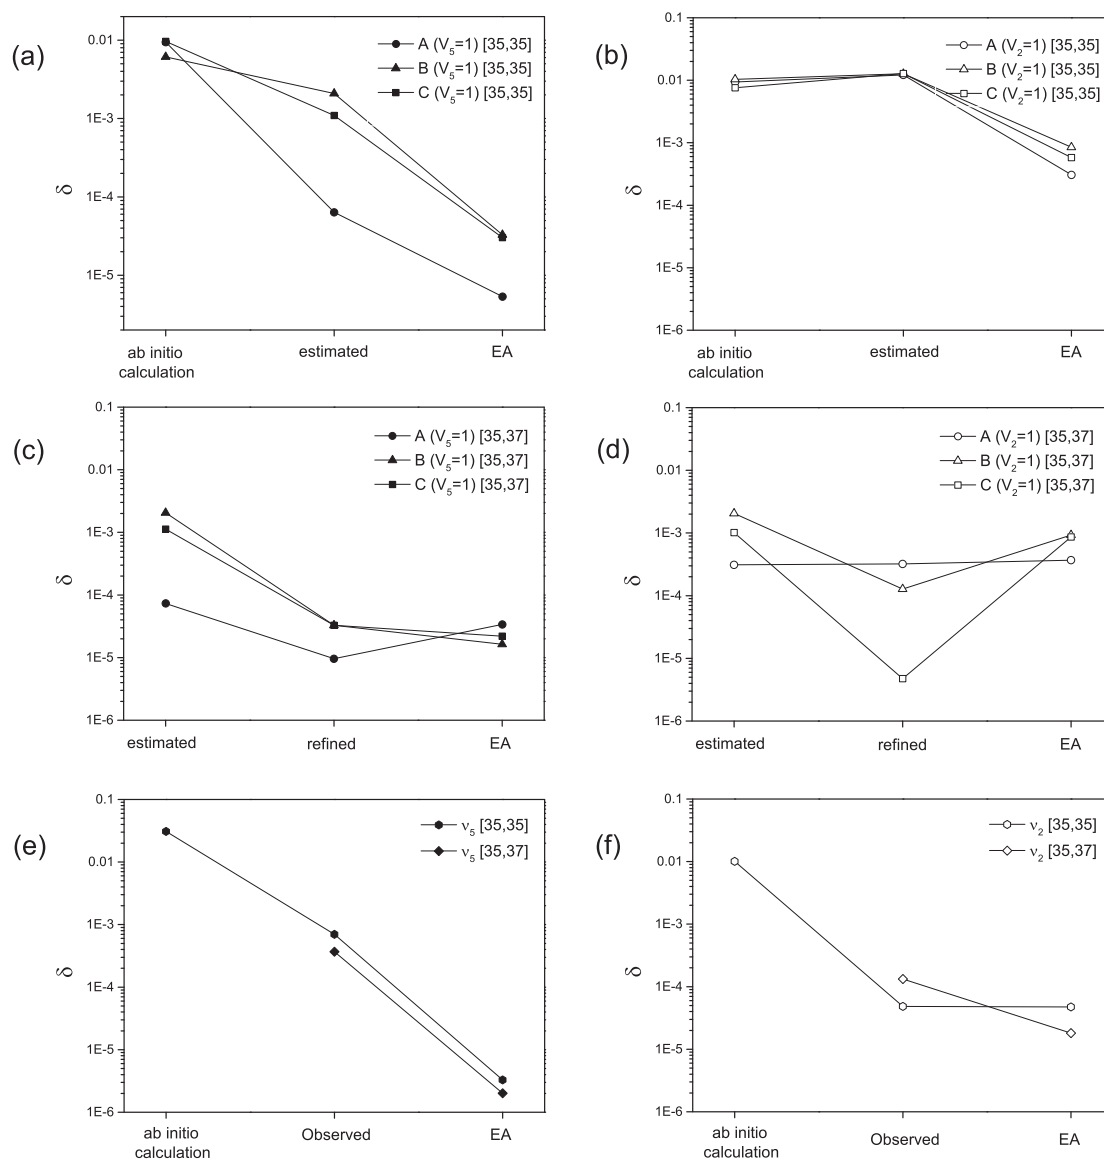 (a)
A (V5=1) [35,35]
B (V5=1) [35,35]
C (V5=1) [35,35]
0.01
1E-3
1E-4
1E-5
δ
ab initio
calculation
estimated
EA
(b)
A (V2=1) [35,35]
B (V2=1) [35,35]
C (V2=1) [35,35]
0.1
0.01
1E-3
1E-4
1E-5
1E-6
δ
ab initio
calculation
estimated
EA
(c)
A (V5=1) [35,37]
B (V5=1) [35,37]
C (V5=1) [35,37]
0.1
0.01
1E-3
1E-4
1E-5
1E-6
δ
estimated
refined
EA
(d)
A (V2=1) [35,37]
B (V2=1) [35,37]
C (V2=1) [35,37]
0.1
0.01
1E-3
1E-4
1E-5
1E-6
δ
estimated
refined
EA
(e)
ν5 [35,35]
ν5 [35,37]
0.1
0.01
1E-3
1E-4
1E-5
1E-6
δ
ab initio
calculation
Observed
EA
(f)
ν2 [35,35]
ν2 [35,37]
0.1
0.01
1E-3
1E-4
1E-5
1E-6
δ
ab initio
calculation
Observed
EA